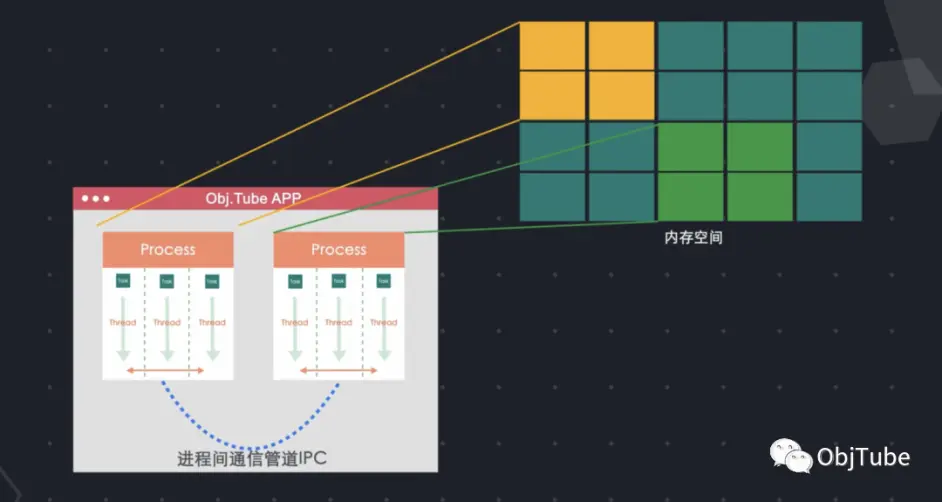 Obj.Tube APP
内存空间
Process
Process
Task
Task
Task
Task
Task
Task
Thread
Thread
Thread
Thread
Thread
Thread
进程间通信管道IPC
ObjTube